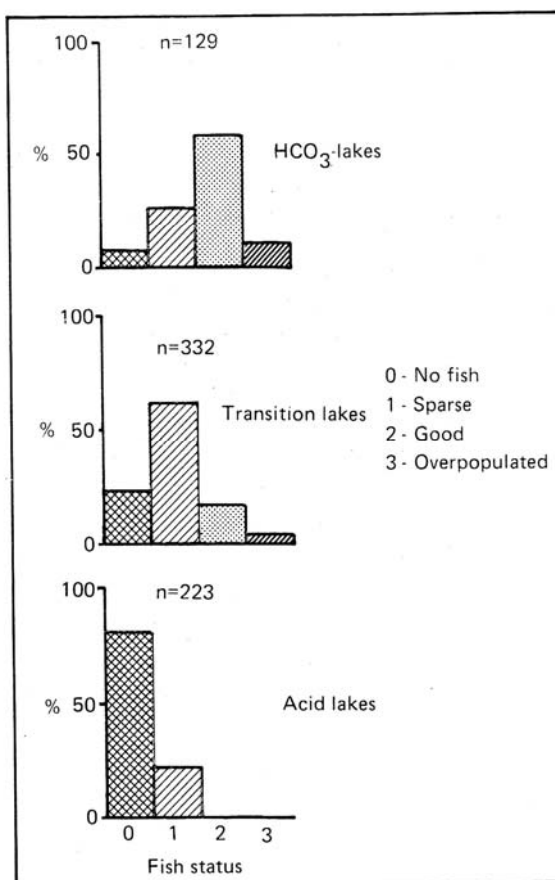 100
n=129
% 50
HCO3-lakes
0
100
n=332
% 50
Transition lakes
0
0 - No fish
1 - Sparse
2 - Good
3 - Overpopulated
100
n=223
% 50
Acid lakes
0
0 1 2 3
Fish status